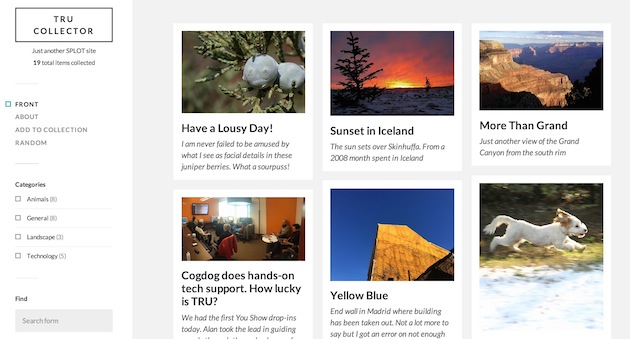 TRU
COLLECTOR
Just another SPLOT site
19 total items collected
FRONT
ABOUT
ADD TO COLLECTION
RANDOM
Categories
Animals (8)
General (8)
Landscape (3)
Technology (5)
Find
Search form
Have a Lousy Day!
I am never failed to be amused by
what I see as facial details in these
juniper berries. What a sourpuss!
Cogdog does hands-on
tech support. How lucky
is TRU?
We had the first You Show drop-ins
today. Alan took the lead in guiding
Sunset in Iceland
The sun sets over Skinhuffa. From a
2008 month spent in Iceland
Yellow Blue
End wall in Madrid where building
has been taken out. Not a lot more to
say but I got an error on not enough
More Than Grand
Just another view of the Grand
Canyon from the south rim